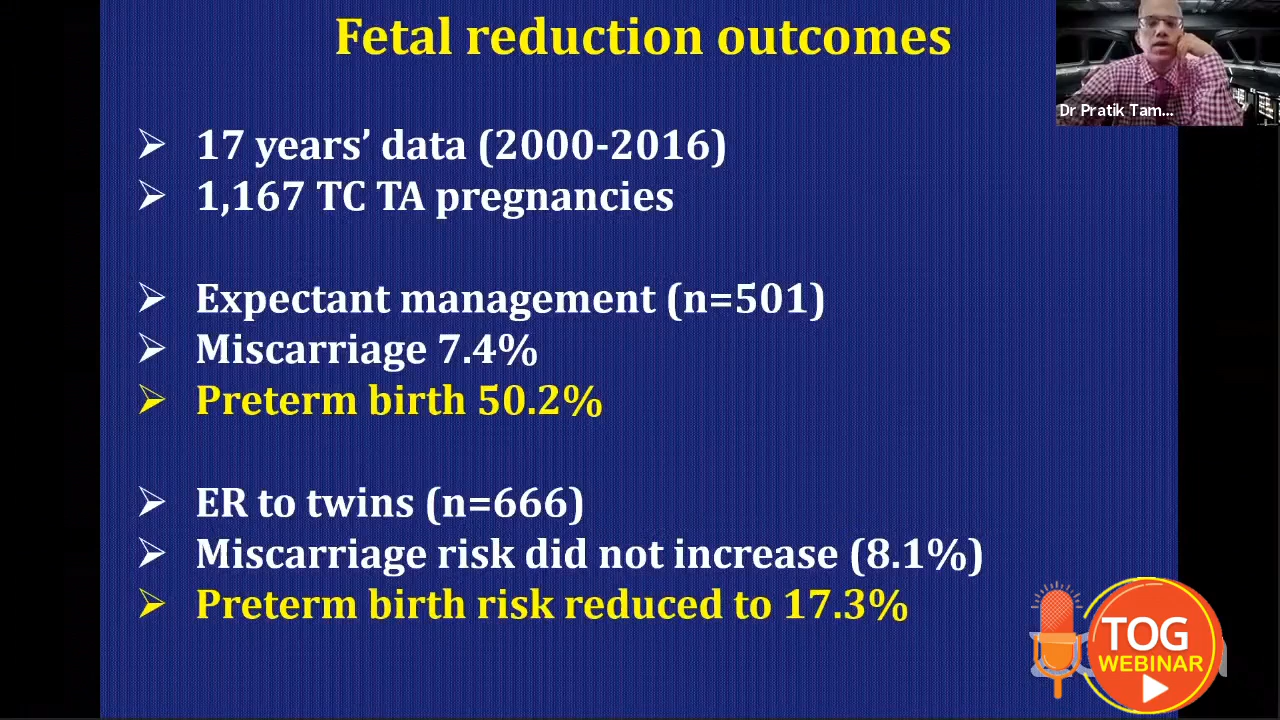 Fetal reduction outcomes
Dr Pratik Tam...
17 years’ data (2000-2016)
1,167 TC TA pregnancies
Expectant management (n=501)
Miscarriage 7.4%
Preterm birth 50.2%
ER to twins (n=666)
Miscarriage risk did not increase (8.1%)
Preterm birth risk reduced to 17.3%
TOG
WEBINAR